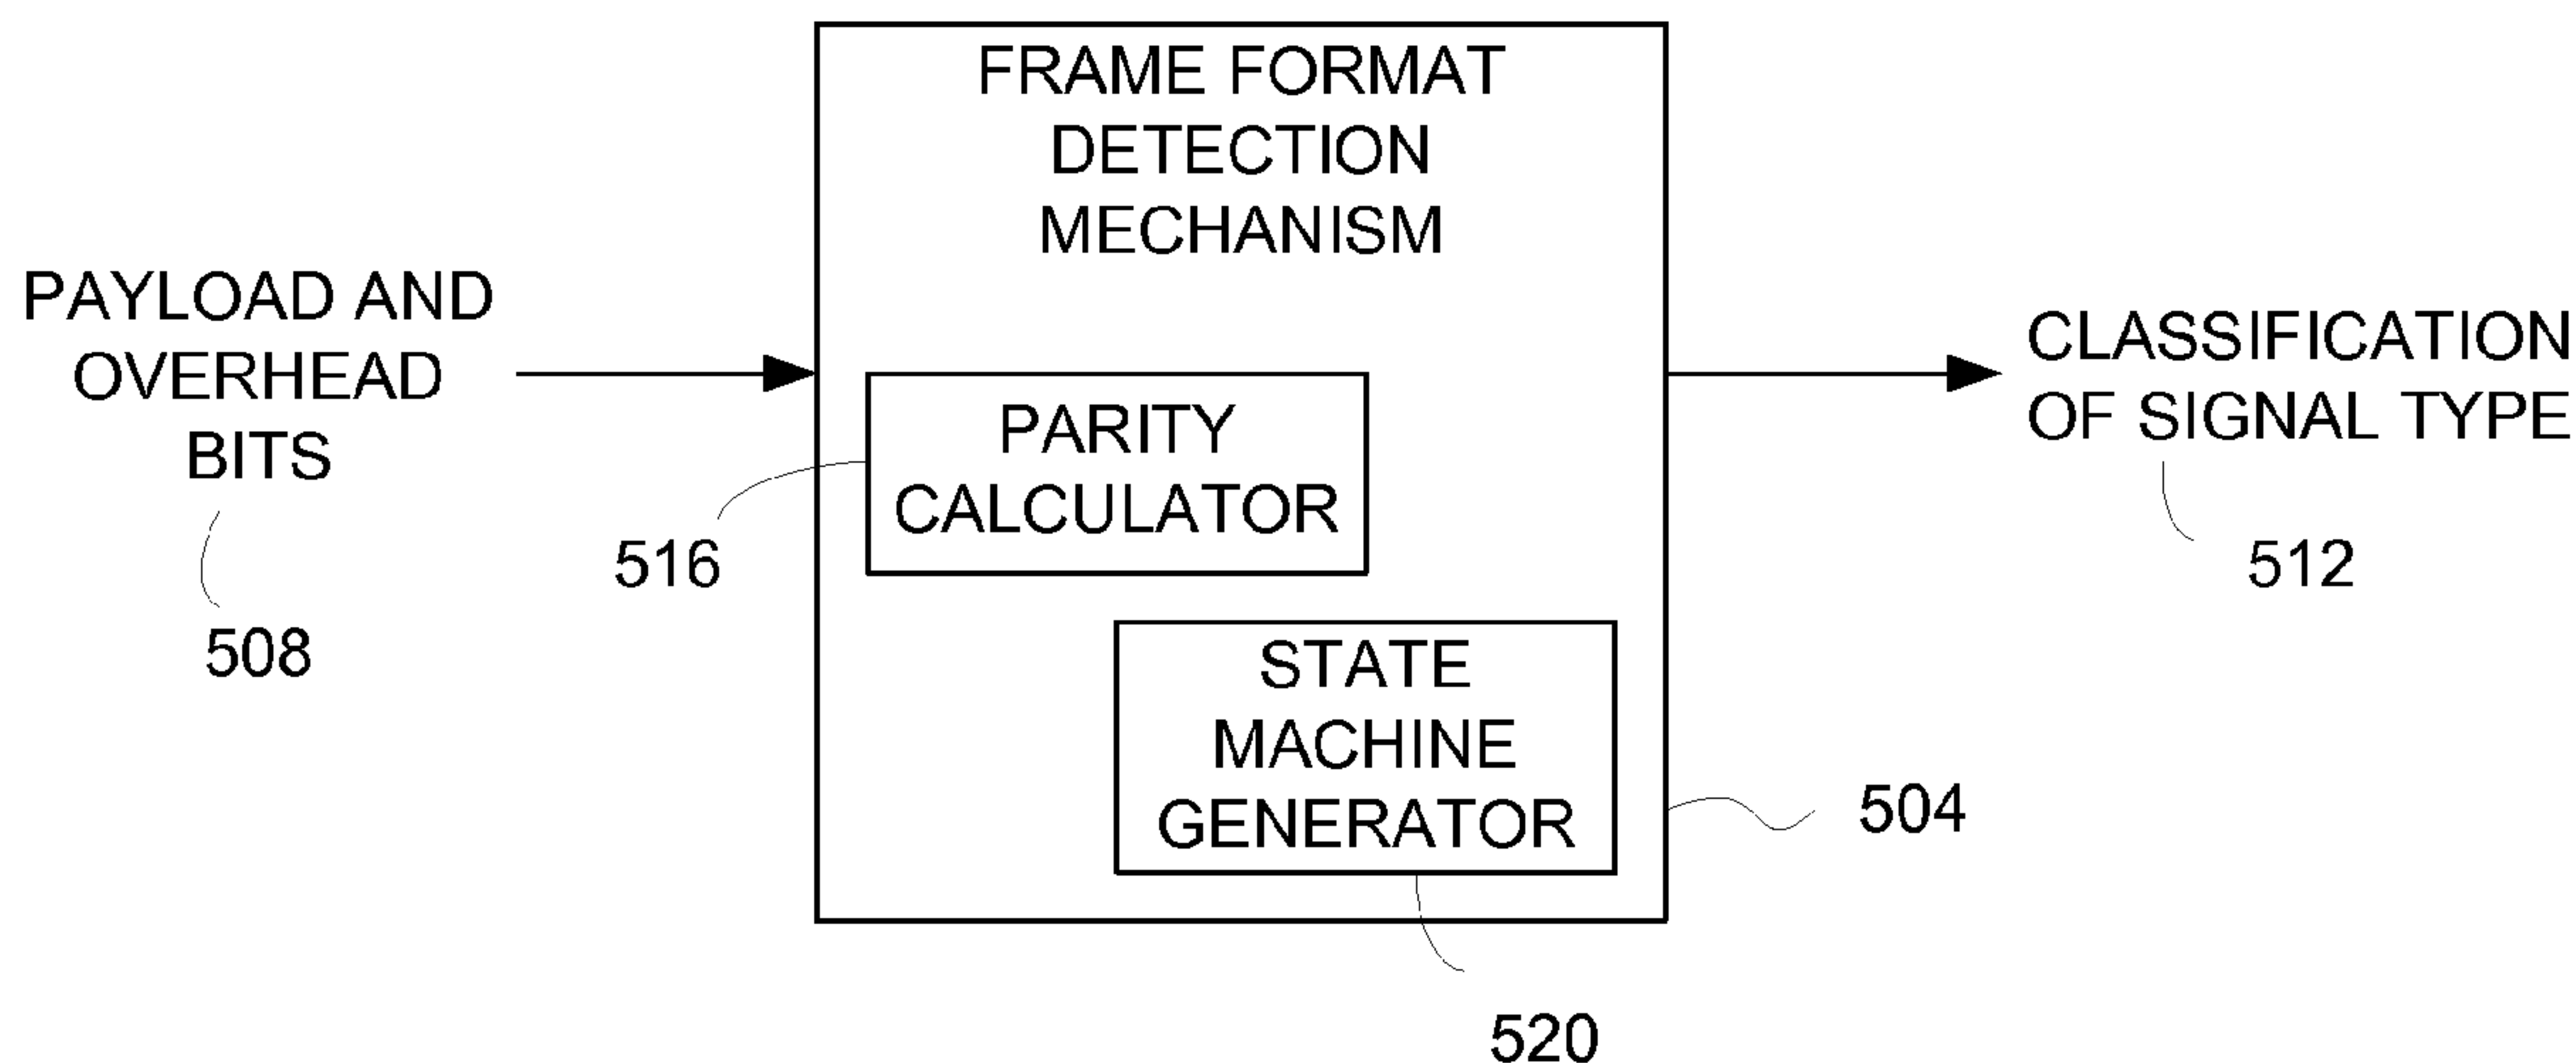 FRAME FORMAT
DETECTION
MECHANISM
PAYLOAD AND
OVERHEAD
BITS
508
PARITY
CALCULATOR
516
STATE
MACHINE
GENERATOR
520
504
CLASSIFICATION
OF SIGNAL TYPE
512